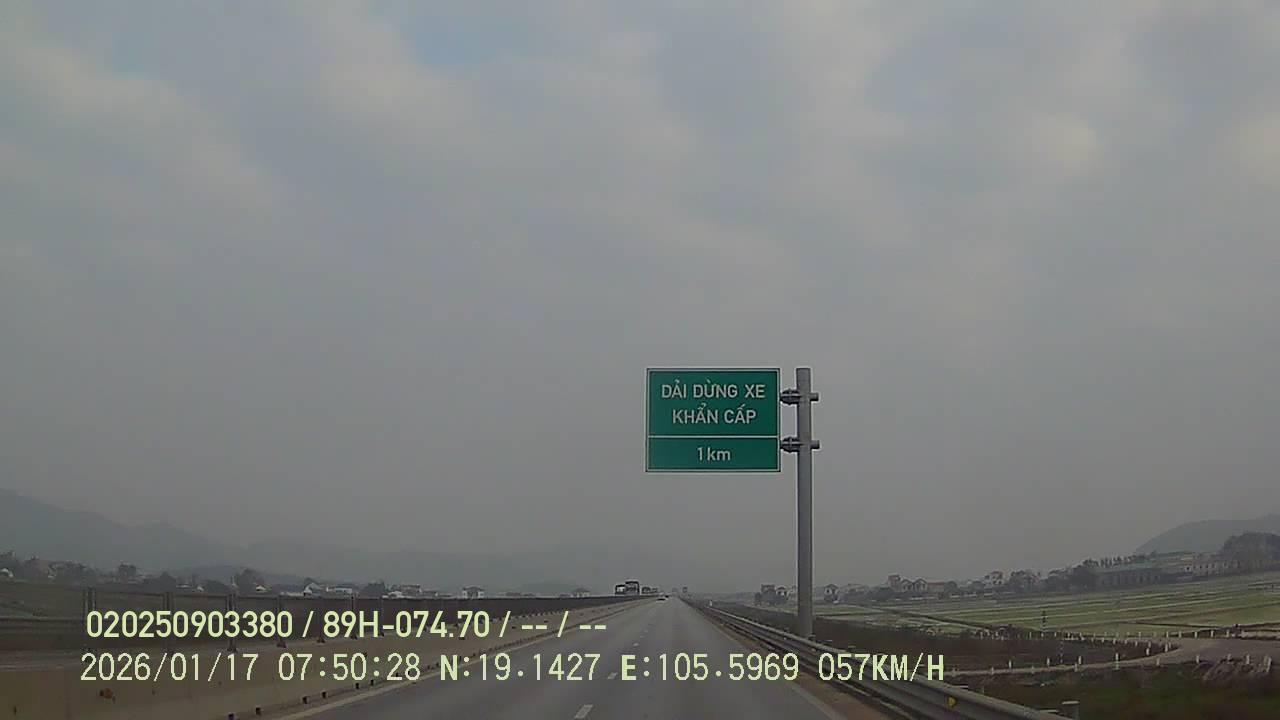 DẢI DỪNG XE
KHẨN CẤP
1km
020250903380 / 89H-074.70 / -- / --
2026/01/17 07:50:28 N:19.1427 E:105.5969 057KM/H